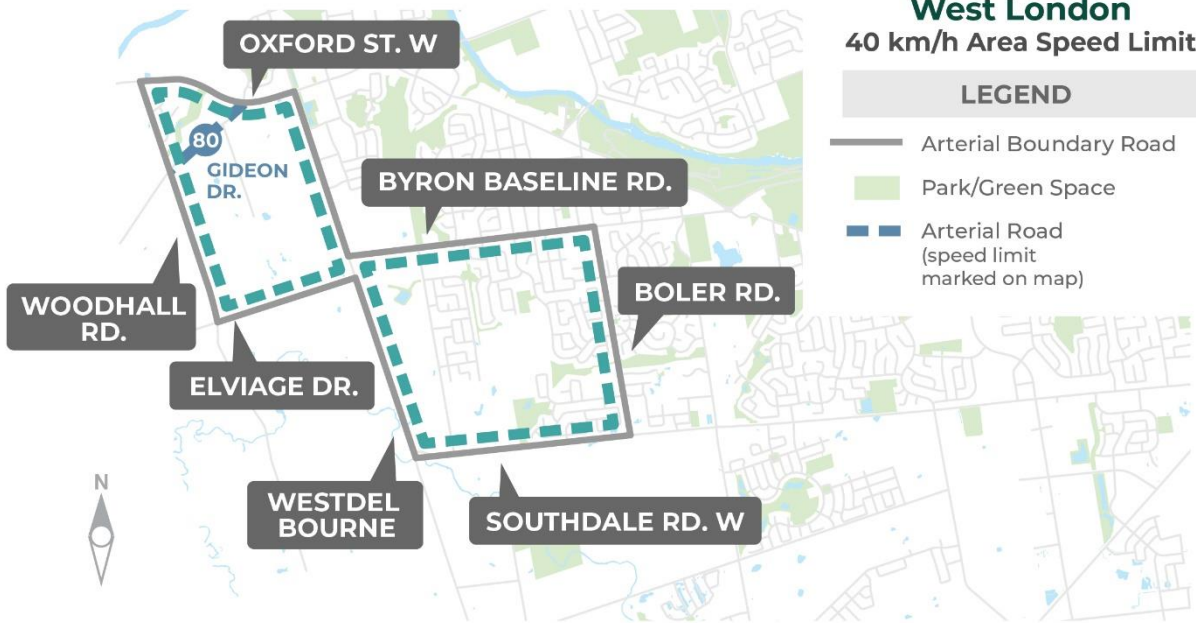 West London
40 km/h Area Speed Limit
LEGEND
Arterial Boundary Road
Park/Green Space
Arterial Road
(speed limit
marked on map)
OXFORD ST. W
80
GIDEON
DR.
BYRON BASELINE RD.
BOLER RD.
WOODHALL
RD.
ELVIAGE DR.
WESTDEL
BOURNE
SOUTHDALE RD. W
N